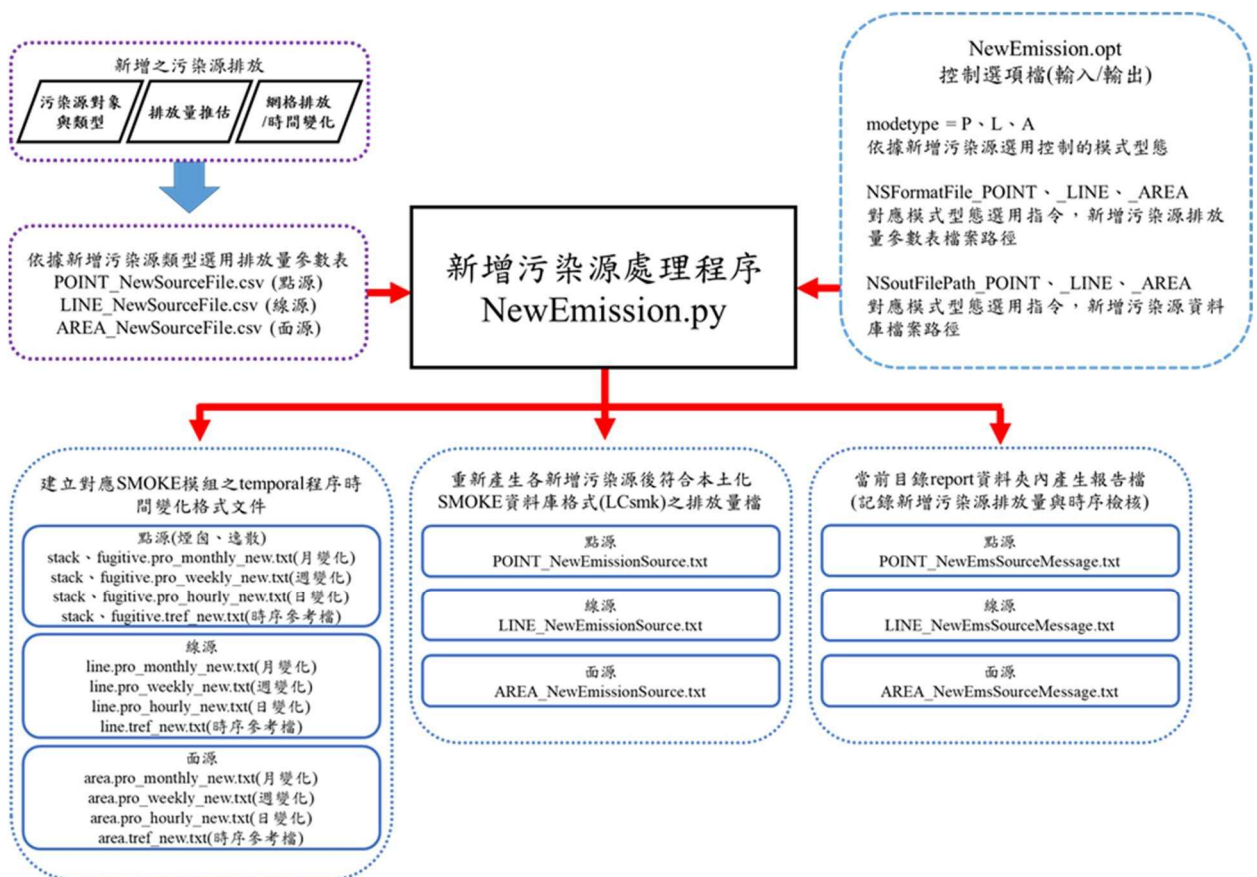 新增之污染源排放
污染源對象
與類型
排放量推估
網格排放
/時間變化
依據新增污染源類型選用排放量參數表
POINT_NewSourceFile.csv (點源)
LINE_NewSourceFile.csv (線源)
AREA_NewSourceFile.csv (面源)
新增污染源處理程序
NewEmission.py
NewEmission.opt
控制選項檔(輸入/輸出)
modetype = P、L、A
依據新增污染源選用控制的模式型態
NSFormatFile_POINT、_LINE、_AREA
對應模式型態選用指令，新增污染源排放
量參數表檔案路徑
NSoutFilePath_POINT、_LINE、_AREA
對應模式型態選用指令，新增污染源資料
庫檔案路徑
建立對應SMOKE模組之temporal程序時
間變化格式文件
點源(煙囪、逸散)
stack、fugitive.pro_monthly_new.txt(月變化)
stack、fugitive.pro_weekly_new.txt(週變化)
stack、fugitive.pro_hourly_new.txt(日變化)
stack、fugitive.tref_new.txt(時序參考檔)
線源
line.pro_monthly_new.txt(月變化)
line.pro_weekly_new.txt(週變化)
line.pro_hourly_new.txt(日變化)
line.tref_new.txt(時序參考檔)
面源
area.pro_monthly_new.txt(月變化)
area.pro_weekly_new.txt(週變化)
area.pro_hourly_new.txt(日變化)
area.tref_new.txt(時序參考檔)
重新產生各新增污染源後符合本土化
SMOKE資料庫格式(LCsmk)之排放量檔
點源
POINT_NewEmissionSource.txt
線源
LINE_NewEmissionSource.txt
面源
AREA_NewEmissionSource.txt
當前目錄report資料夾內產生報告檔
(記錄新增污染源排放量與時序檢核)
點源
POINT_NewEmsSourceMessage.txt
線源
LINE_NewEmsSourceMessage.txt
面源
AREA_NewEmsSourceMessage.txt